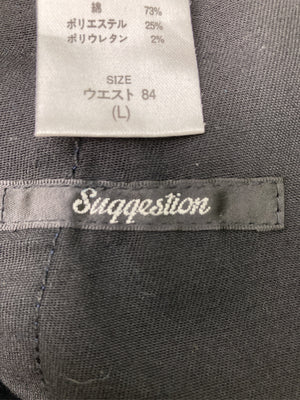 綿 73%
ポリエステル 25%
ポリウレタン 2%
SIZE
ウエスト 84
(L)
Suggestion